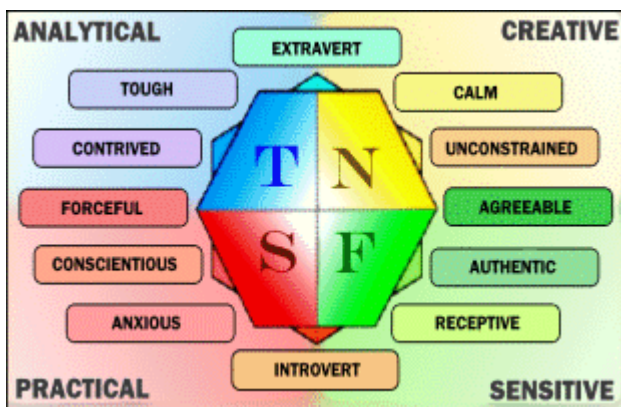 ANALYTICAL
CREATIVE
EXTRAVERT
TOUGH
CALM
CONTRIVED
UNCONSTRAINED
T N
FORCEFUL
AGREEABLE
S F
CONSCIENTIOUS
AUTHENTIC
ANXIOUS
RECEPTIVE
INTROVERT
PRACTICAL
SENSITIVE